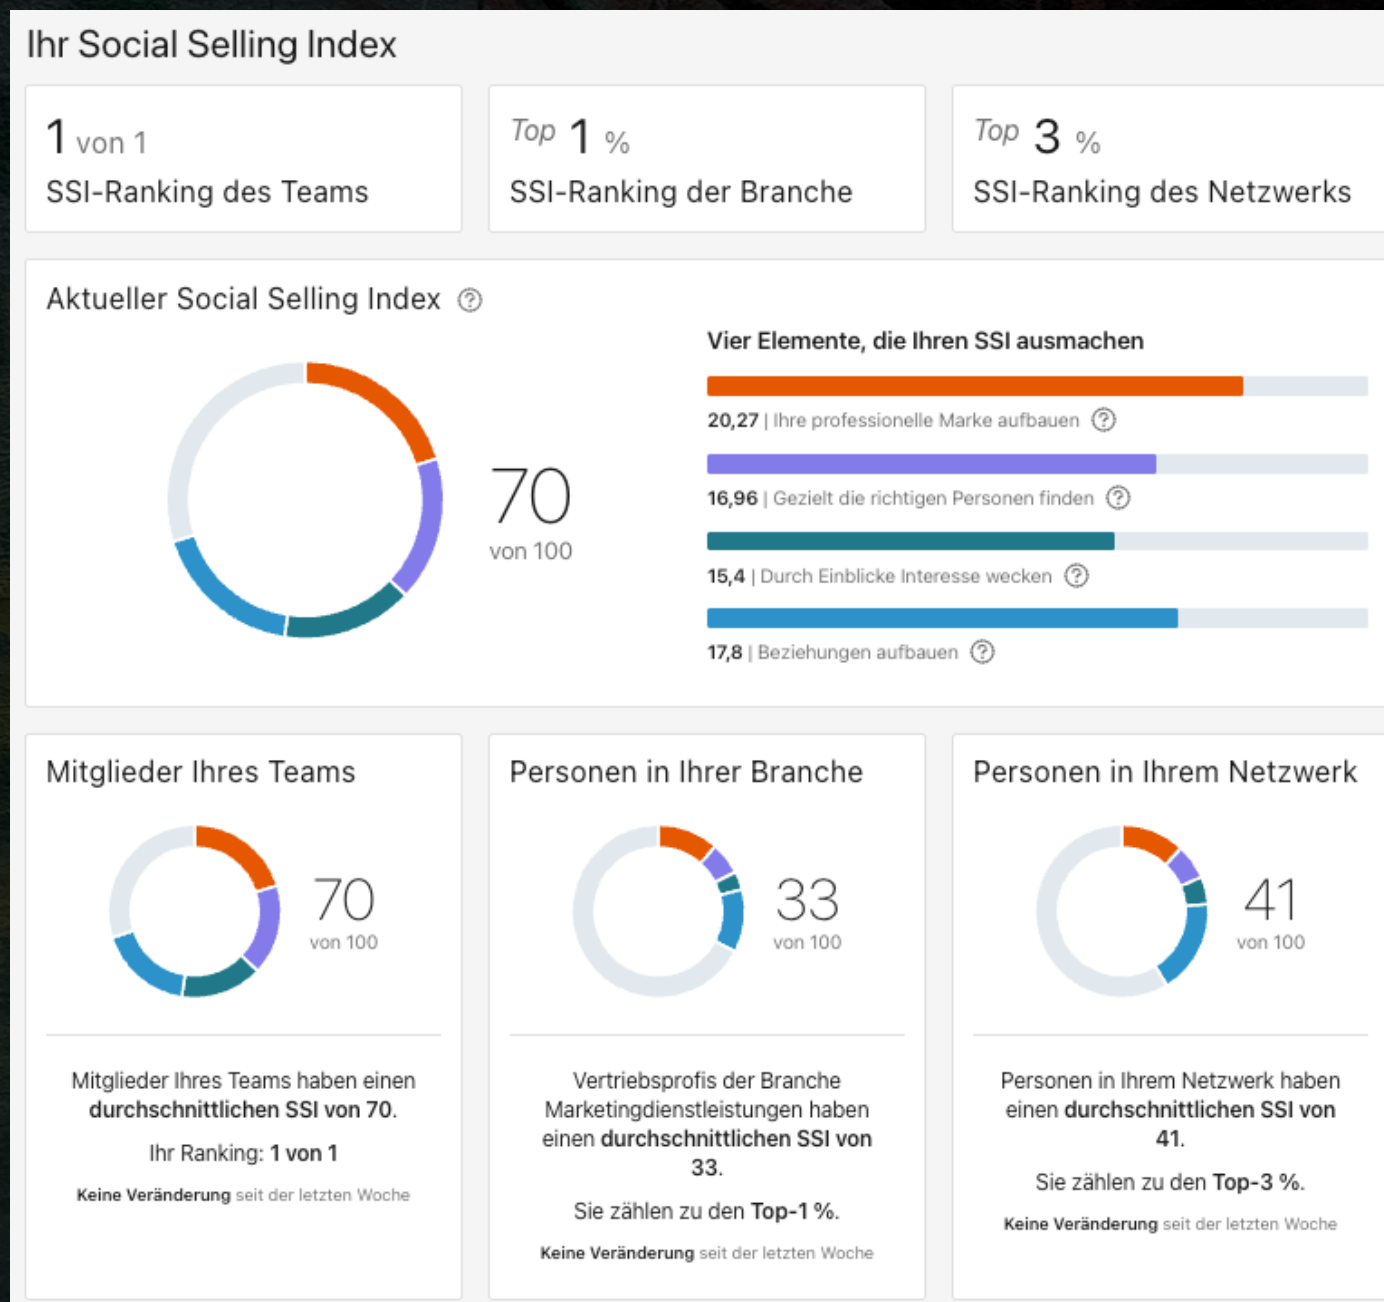 Ihr Social Selling Index
1 von 1
SSI-Ranking des Teams
Top 1 %
SSI-Ranking der Branche
Top 3 %
SSI-Ranking des Netzwerks
Aktueller Social Selling Index ?
70
von 100
Vier Elemente, die Ihren SSI ausmachen
20,27 | Ihre professionelle Marke aufbauen ?
16,96 | Gezielt die richtigen Personen finden ?
15,4 | Durch Einblicke Interesse wecken ?
17,8 | Beziehungen aufbauen ?
Mitglieder Ihres Teams
70
von 100
Mitglieder Ihres Teams haben einen
durchschnittlichen SSI von 70.
Ihr Ranking: 1 von 1
Keine Veränderung seit der letzten Woche
Personen in Ihrer Branche
33
von 100
Vertriebsprofis der Branche
Marketingdienstleistungen haben
einen durchschnittlichen SSI von
33.
Sie zählen zu den Top-1 %.
Keine Veränderung seit der letzten Woche
Personen in Ihrem Netzwerk
41
von 100
Personen in Ihrem Netzwerk haben
einen durchschnittlichen SSI von
41.
Sie zählen zu den Top-3 %.
Keine Veränderung seit der letzten Woche